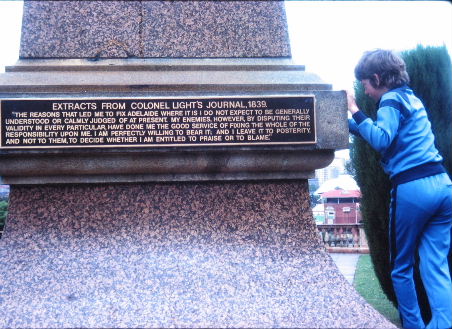 EXTRACTS FROM COLONEL LIGHT'S JOURNAL, 1839.
"THE REASONS THAT LED ME TO FIX ADELAIDE WHERE IT IS I DO NOT EXPECT TO BE GENERALLY
UNDERSTOOD OR CALMLY JUDGED OF AT PRESENT. MY ENEMIES, HOWEVER, BY DISPUTING THEIR
VALIDITY IN EVERY PARTICULAR, HAVE DONE ME THE GOOD SERVICE OF FIXING THE WHOLE OF THE
RESPONSIBILITY UPON ME. I AM PERFECTLY WILLING TO BEAR IT; AND I LEAVE IT TO POSTERITY,
AND NOT TO THEM, TO DECIDE WHETHER I AM ENTITLED TO PRAISE OR TO BLAME."